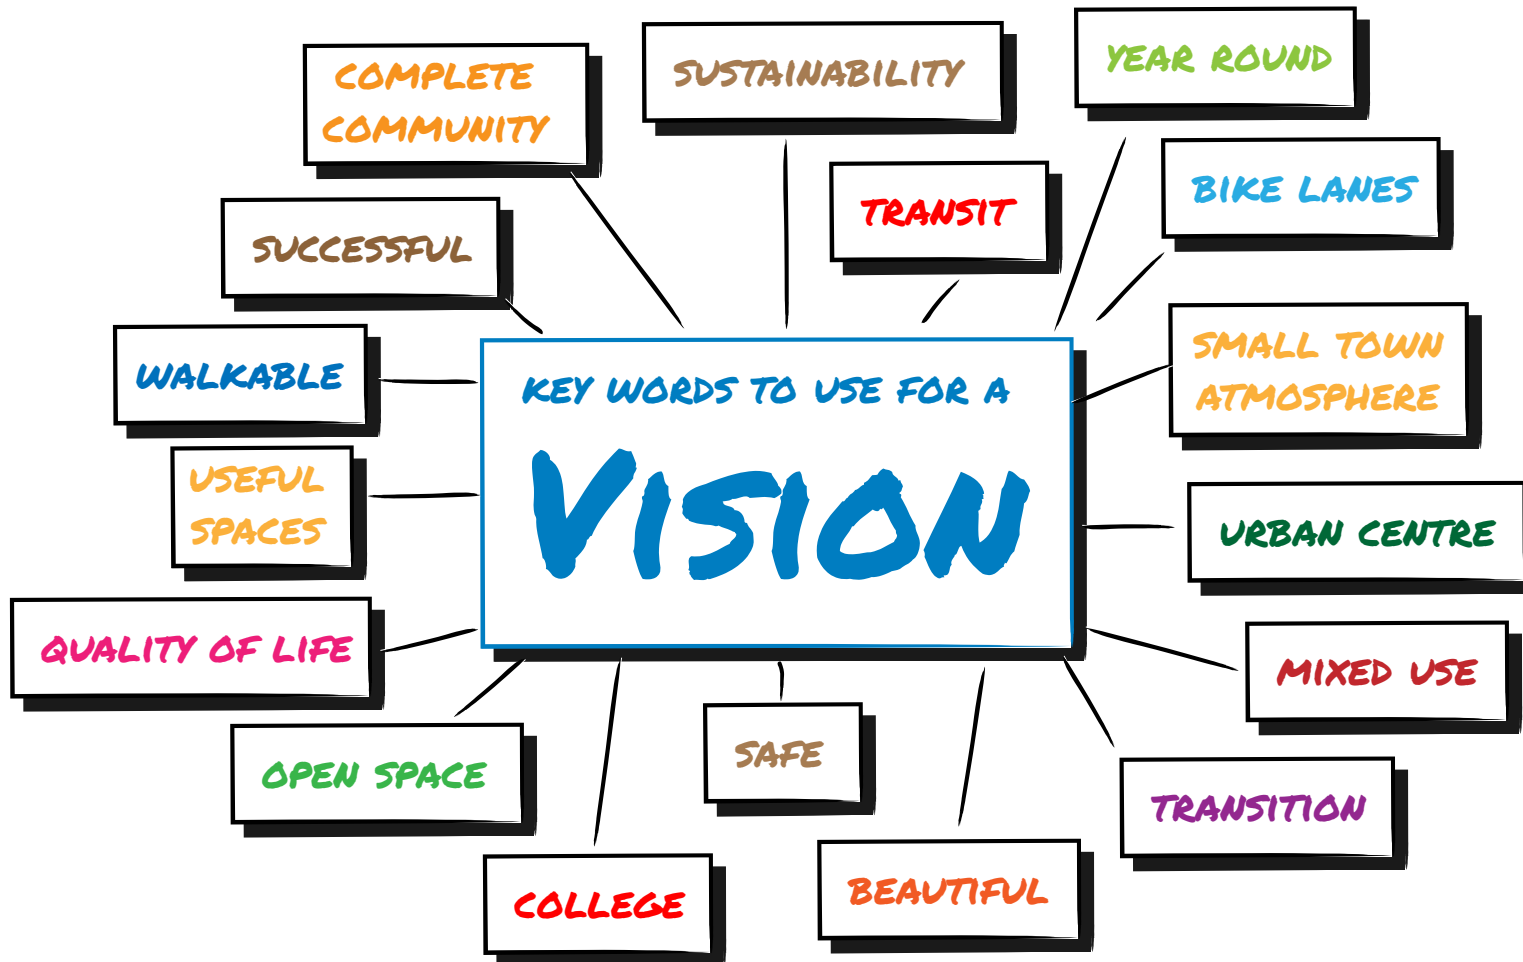 COMPLETE
COMMUNITY
SUSTAINABILITY
YEAR ROUND
TRANSIT
BIKE LANES
SUCCESSFUL
WALKABLE
KEY WORDS TO USE FOR A
VISION
SMALL TOWN
ATMOSPHERE
USEFUL
SPACES
URBAN CENTRE
QUALITY OF LIFE
MIXED USE
OPEN SPACE
SAFE
TRANSITION
COLLEGE
BEAUTIFUL